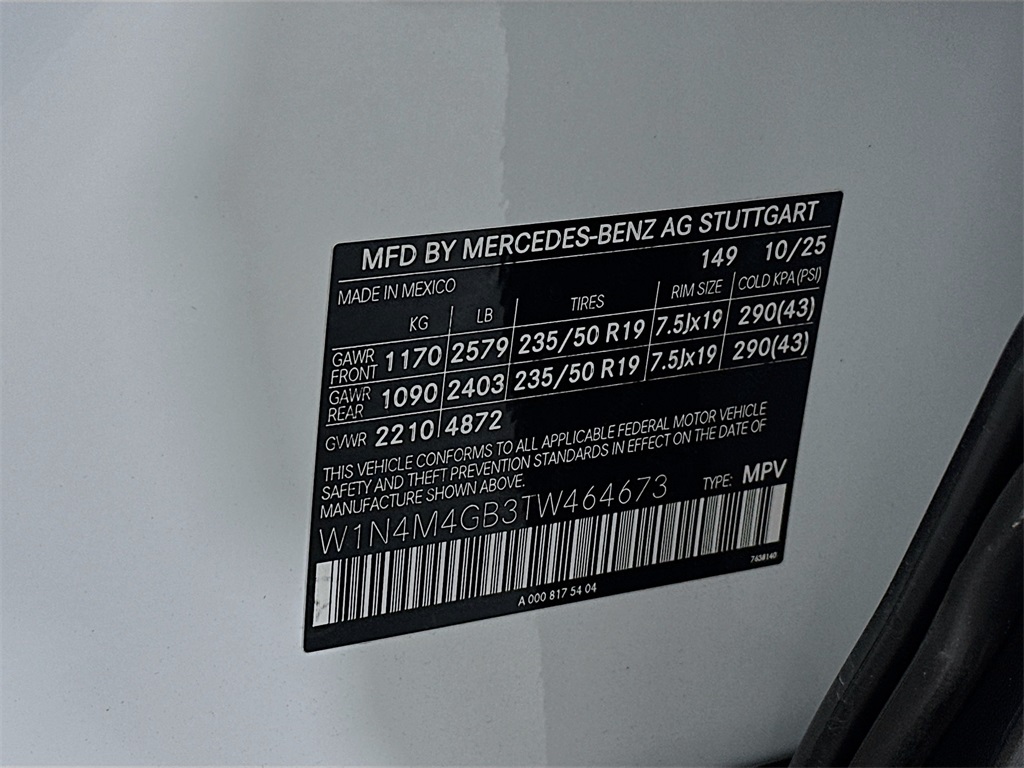 MFD BY MERCEDES-BENZ AG STUTTGART
149 10/25
MADE IN MEXICO
KG LB TIRES RIM SIZE COLD KPA (PSI)
GAWR FRONT 1170 2579 235/50 R19 7.5Jx19 290(43)
GAWR REAR 1090 2403 235/50 R19 7.5Jx19 290(43)
GVWR 2210 4872
THIS VEHICLE CONFORMS TO ALL APPLICABLE FEDERAL MOTOR VEHICLE
SAFETY AND THEFT PREVENTION STANDARDS IN EFFECT ON THE DATE OF
MANUFACTURE SHOWN ABOVE.
W1N4M4GB3TW464673 TYPE: MPV
7638140
A 000 817 54 04